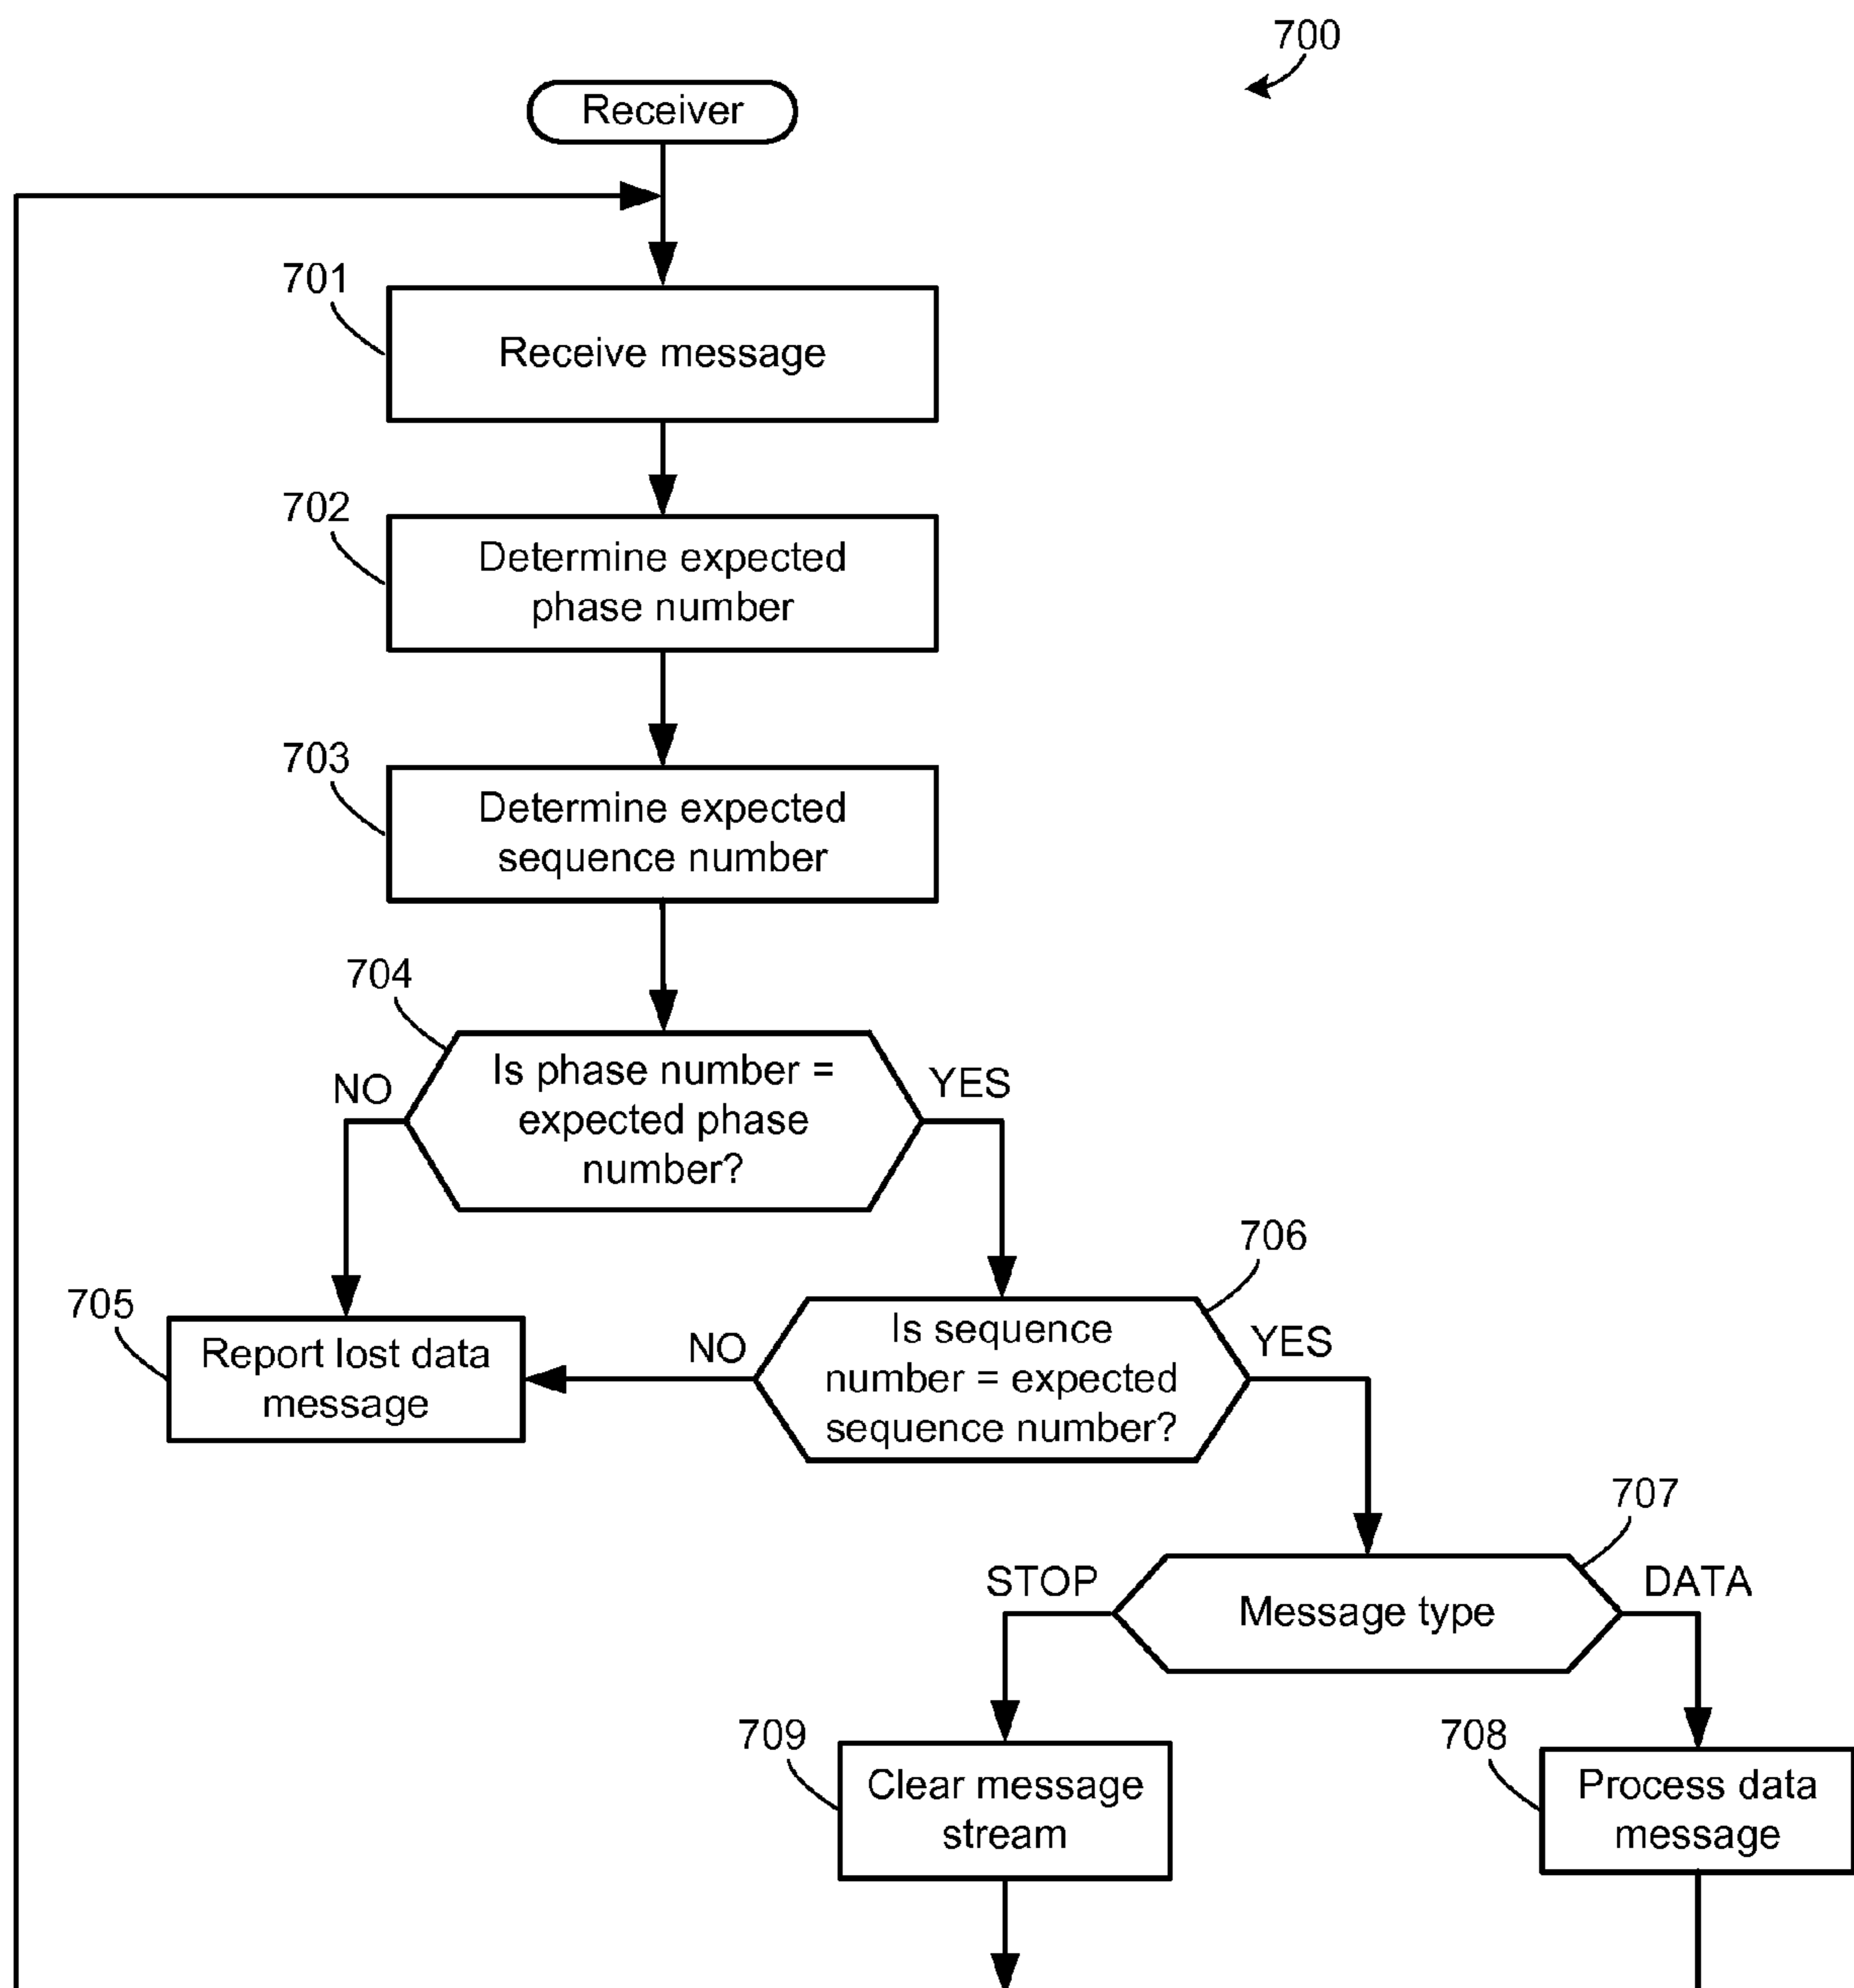 700
Receiver
701
Receive message
702
Determine expected
phase number
703
Determine expected
sequence number
704
NO
Is phase number =
expected phase
number?
YES
705
Report lost data
message
706
NO
Is sequence
number = expected
sequence number?
YES
707
STOP
Message type
DATA
709
Clear message
stream
708
Process data
message